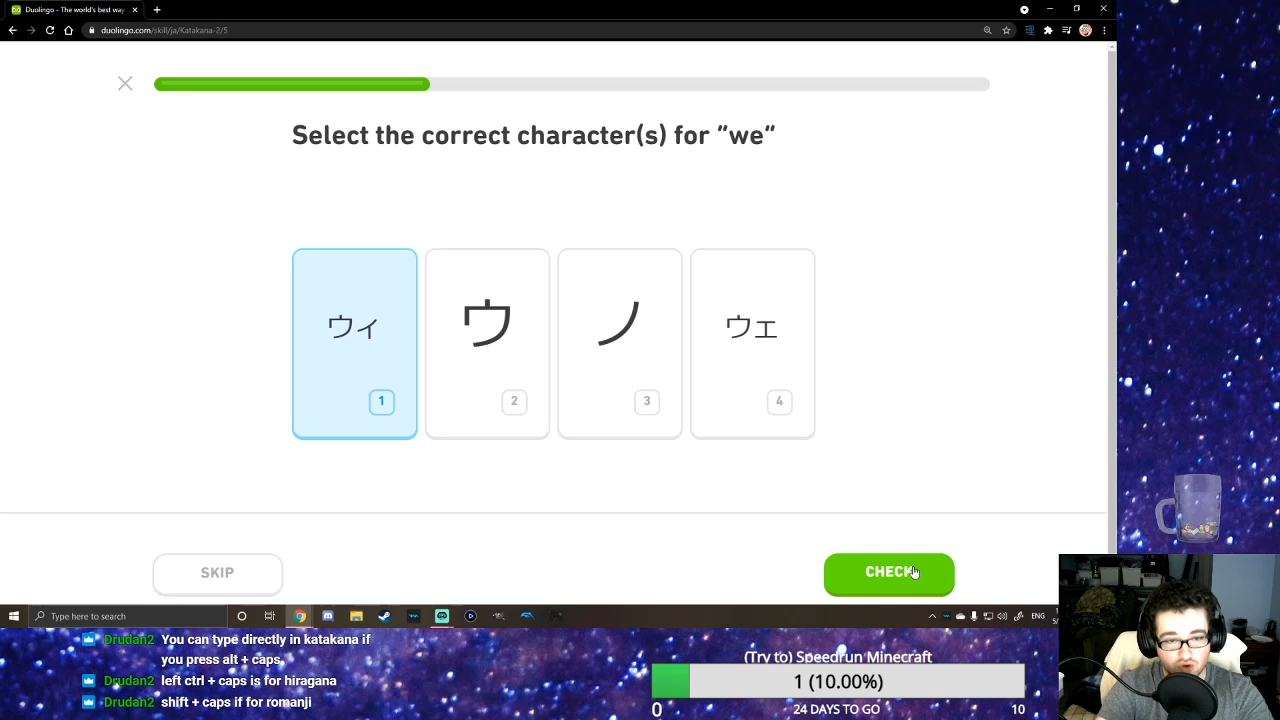 Duolingo - The world's best way
duolingo.com/skill/ja/Katakana-2/5
Select the correct character(s) for "we"
ウィ
ウ
ノ
ウェ
1
2
3
4
SKIP
CHECK
Type here to search
ENG
Drudan2 You can type directly in katakana if
you press alt + caps
Drudan2 left ctrl + caps is for hiragana
Drudan2 shift + caps if for romanji
(Try to) Speedrun Minecraft
1 (10.00%)
0
24 DAYS TO GO
10